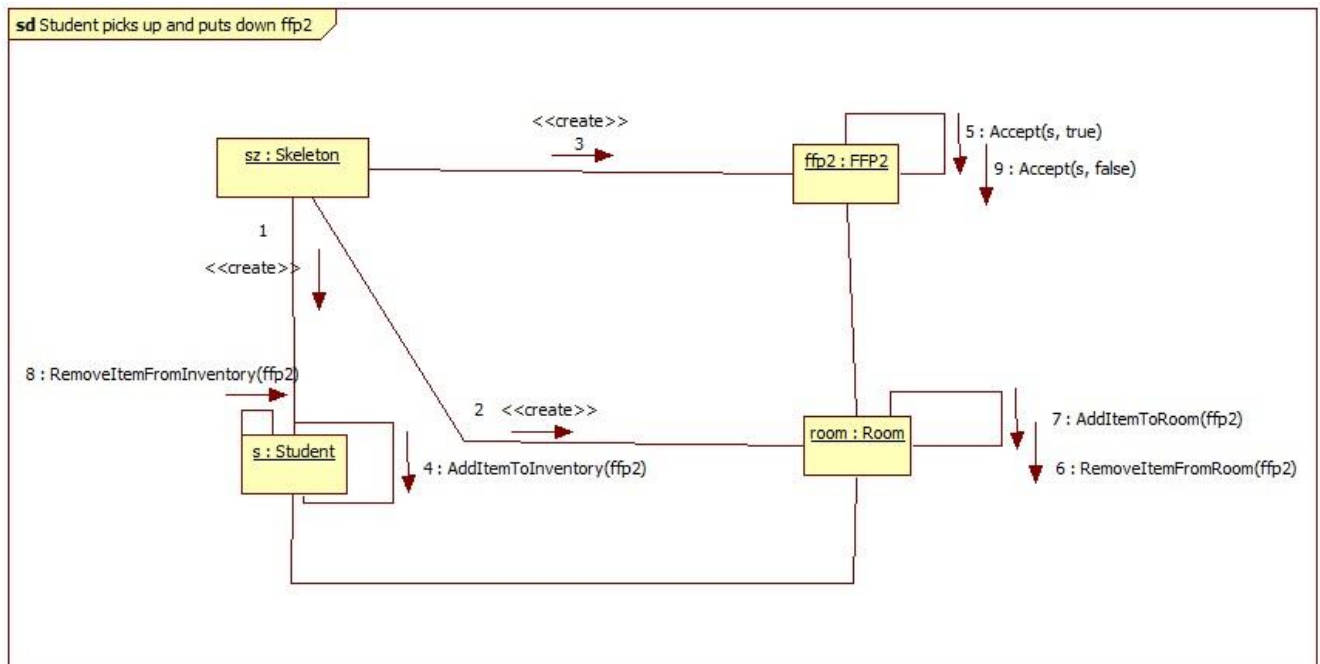 sd Student picks up and puts down ffp2
<<create>>
3
5 : Accept(s, true)
sz : Skeleton
ffp2 : FFP2
9 : Accept(s, false)
1
<<create>>
8 : RemoveItemFromInventory(ffp2)
2 <<create>>
7 : AddItemToRoom(ffp2)
room : Room
s : Student
4 : AddItemToInventory(ffp2)
6 : RemoveItemFromRoom(ffp2)